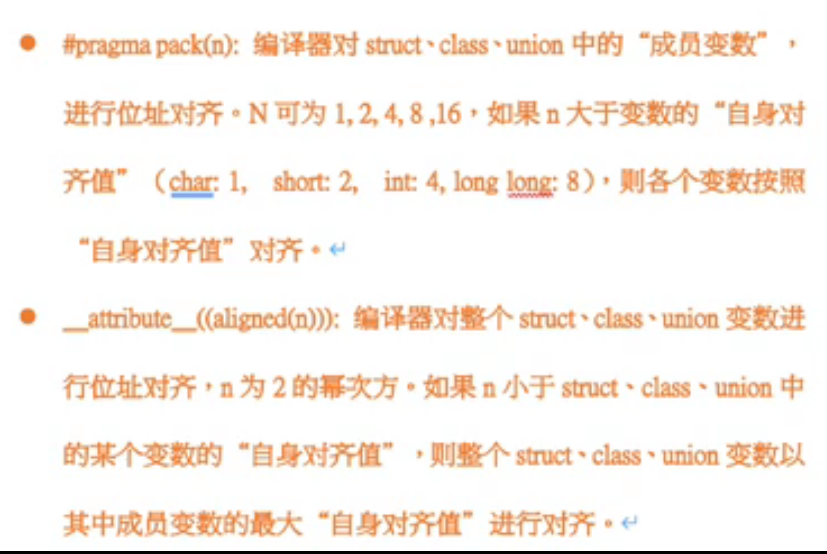 ● #pragma pack(n): 编译器对 struct、class、union 中的“成员变数”，
进行位址对齐。N 可为 1, 2, 4, 8 ,16，如果 n 大于变数的“自身对
齐值”（char: 1, short: 2, int: 4, long long: 8），则各个变数按照
“自身对齐值”对齐。↵
● __attribute__((aligned(n))): 编译器对整个 struct、class、union 变数进
行位址对齐，n 为 2 的幂次方。如果 n 小于 struct、class、union 中
的某个变数的“自身对齐值”，则整个 struct、class、union 变数以
其中成员变数的最大“自身对齐值”进行对齐。↵